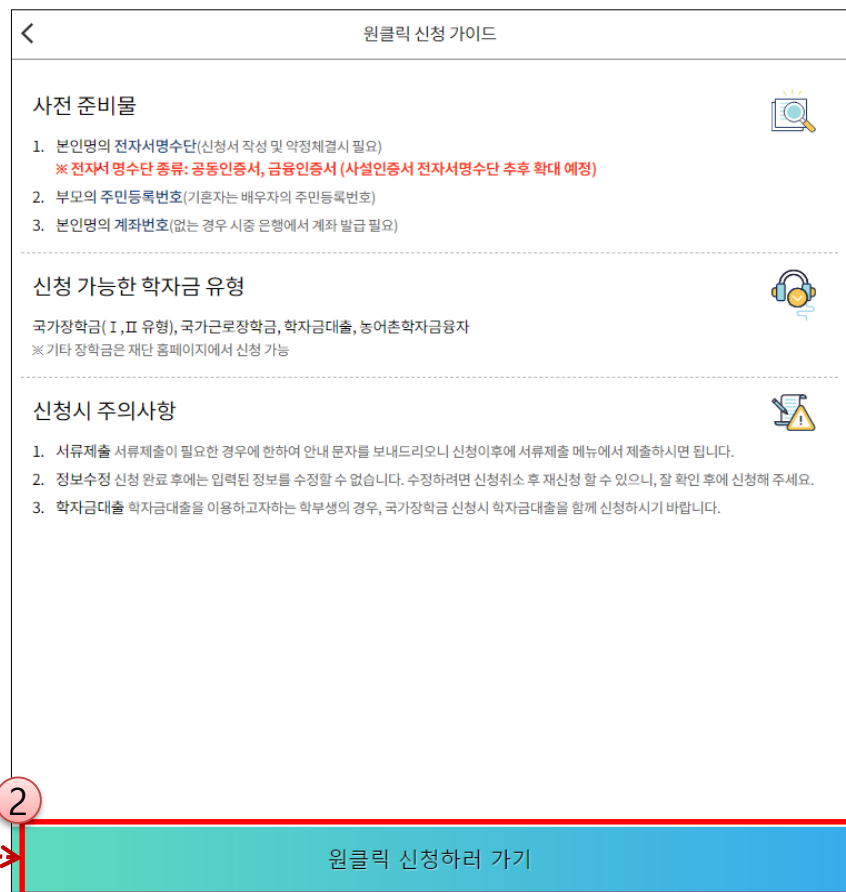 원클릭 신청 가이드
사전 준비물
1. 본인명의 전자서명수단(신청서 작성 및 약정체결시 필요)
※ 전자서명수단 종류: 공동인증서, 금융인증서 (사설인증서 전자서명수단 추후 확대 예정)
2. 부모의 주민등록번호(기혼자는 배우자의 주민등록번호)
3. 본인명의 계좌번호(없는 경우 시중 은행에서 계좌 발급 필요)
신청 가능한 학자금 유형
국가장학금(Ⅰ,Ⅱ 유형), 국가근로장학금, 학자금대출, 농어촌학자금융자
※ 기타 장학금은 재단 홈페이지에서 신청 가능
신청시 주의사항
1. 서류제출 서류제출이 필요한 경우에 한하여 안내 문자를 보내드리오니 신청이후에 서류제출 메뉴에서 제출하시면 됩니다.
2. 정보수정 신청 완료 후에는 입력된 정보를 수정할 수 없습니다. 수정하려면 신청취소 후 재신청 할 수 있으니, 잘 확인 후에 신청해 주세요.
3. 학자금대출 학자금대출을 이용하고자하는 학부생의 경우, 국가장학금 신청시 학자금대출을 함께 신청하시기 바랍니다.
2
원클릭 신청하러 가기